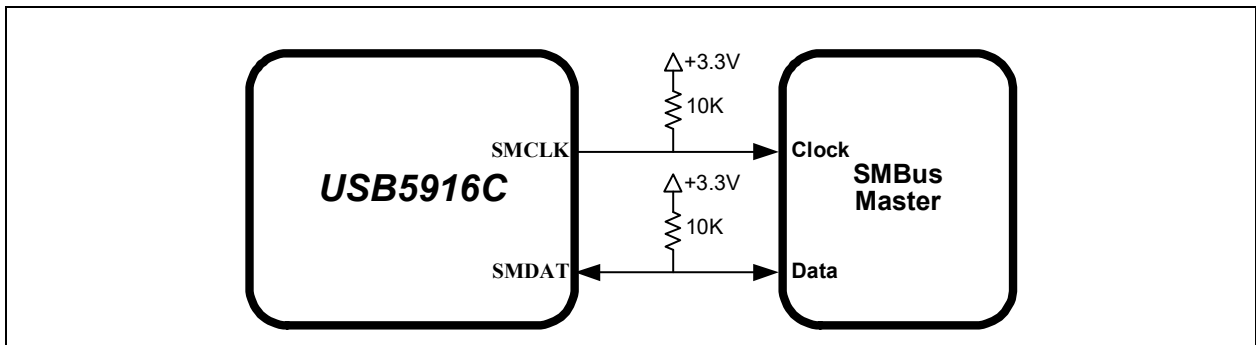 +3.3V
10K
SMCLK
Clock
USB5916C
SMBus
Master
+3.3V
10K
SMDAT
Data